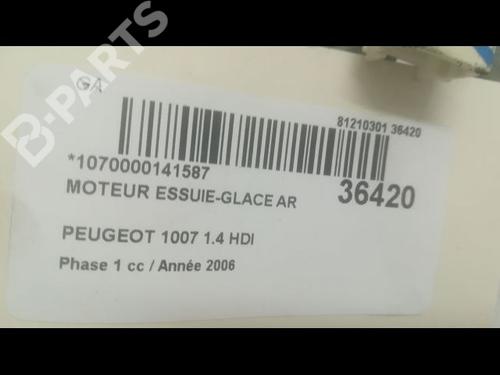 GA
81210301 36420
*1070000141587
MOTEUR ESSUIE-GLACE AR
36420
PEUGEOT 1007 1.4 HDI
Phase 1 cc / Année 2006
B-PARTS